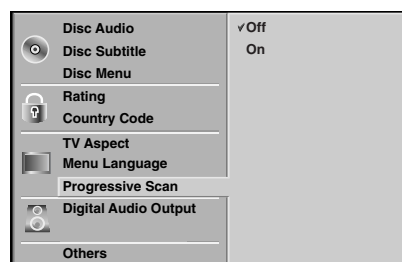 Disc Audio
Disc Subtitle
Disc Menu
Rating
Country Code
TV Aspect
Menu Language
Progressive Scan
Digital Audio Output
Others
✓Off
On